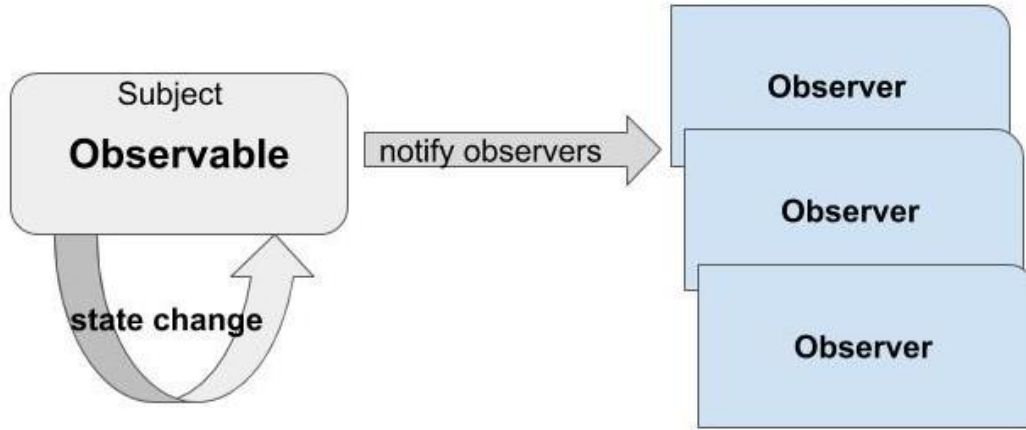 Subject
Observable
state change
notify observers
Observer
Observer
Observer